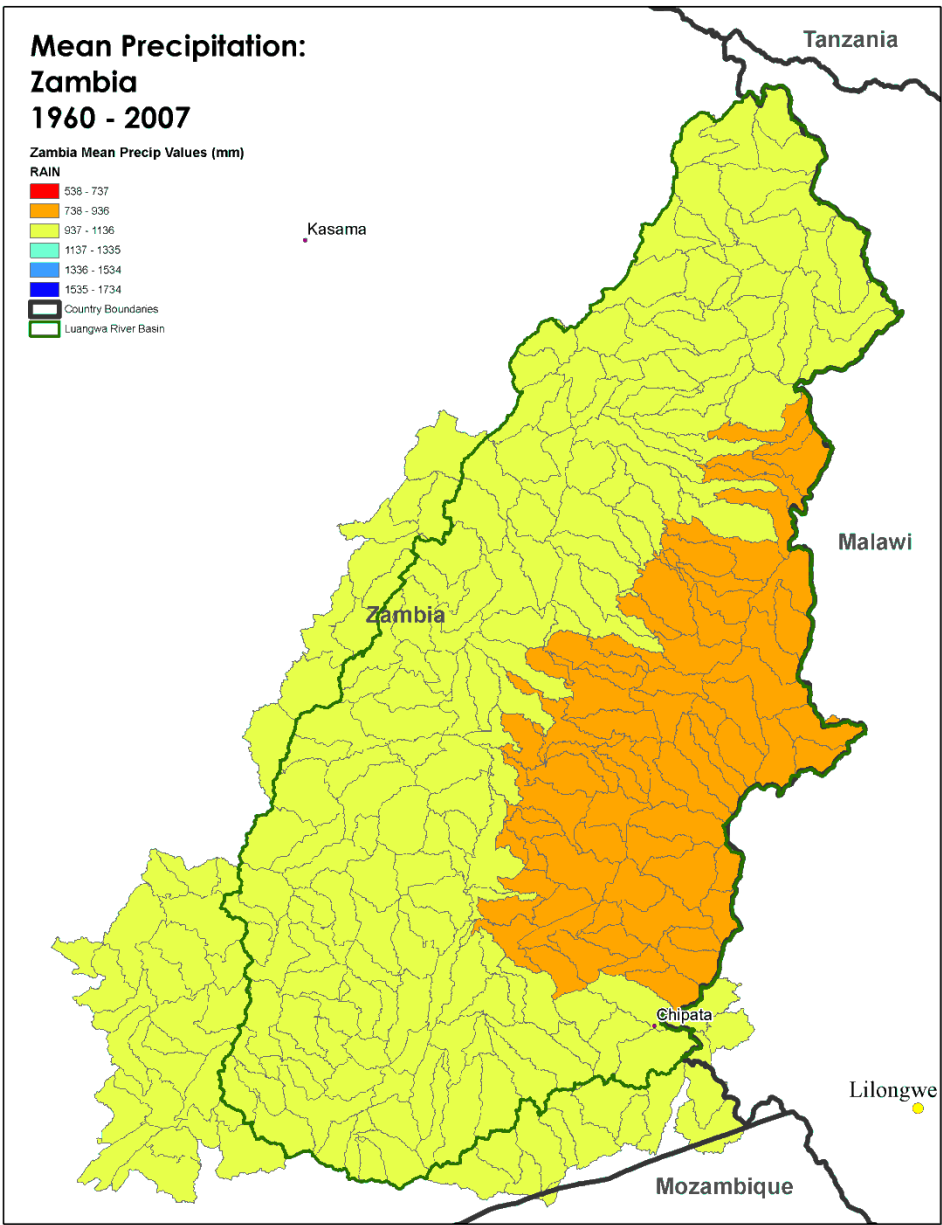 Mean Precipitation:
Zambia
1960 - 2007
Zambia Mean Precip Values (mm)
RAIN
538 - 737
738 - 936
937 - 1136
1137 - 1335
1336 - 1534
1535 - 1734
Country Boundaries
Luangwa River Basin
Tanzania
Kasama
Malawi
Zambia
Chipata
Lilongwe
Mozambique